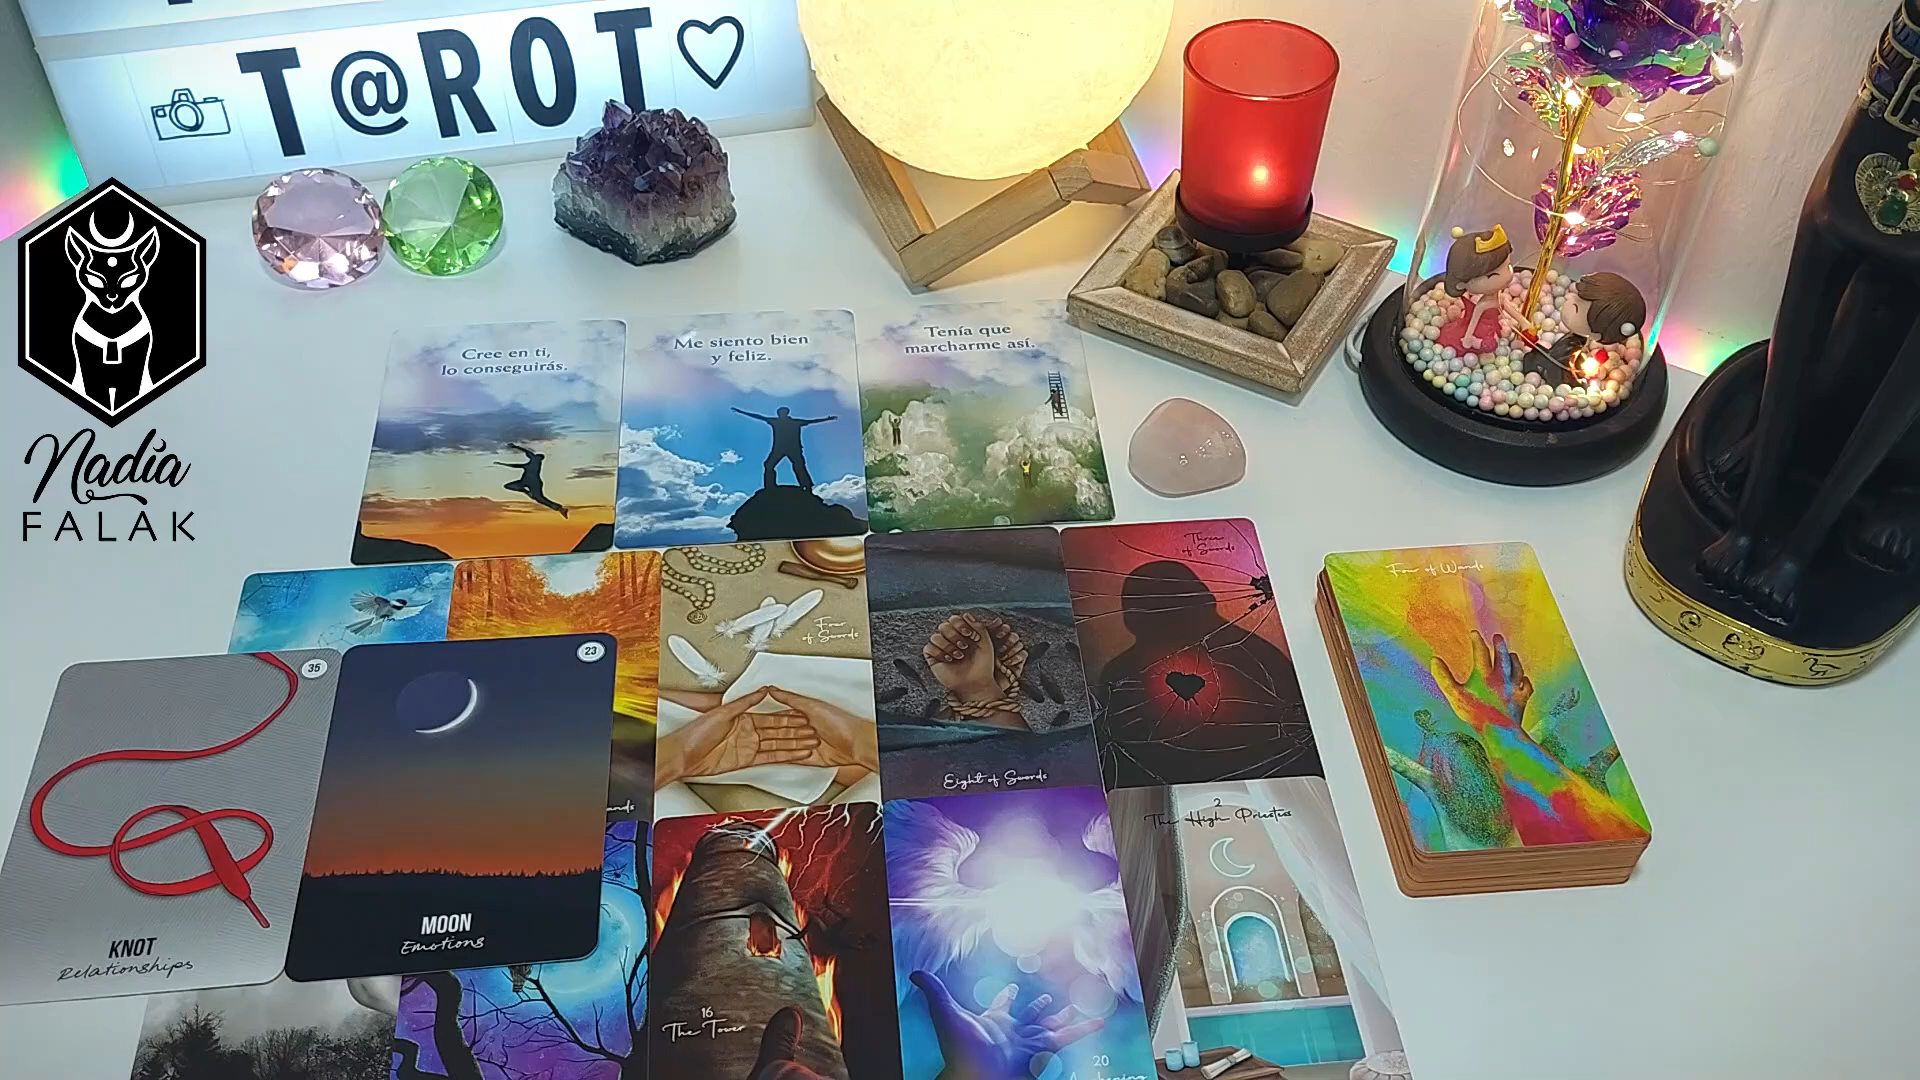 T@ROT
Nadia
FALAK
Cree en ti,
lo conseguirás.
Me siento bien
y feliz.
Tenía que
marcharme así.
Four
of Swords
Eight of Swords
Three
of Swords
Four of Wands
35
KNOT
Relationships
23
MOON
Emotions
16
The Tower
20
2
The High Priestess